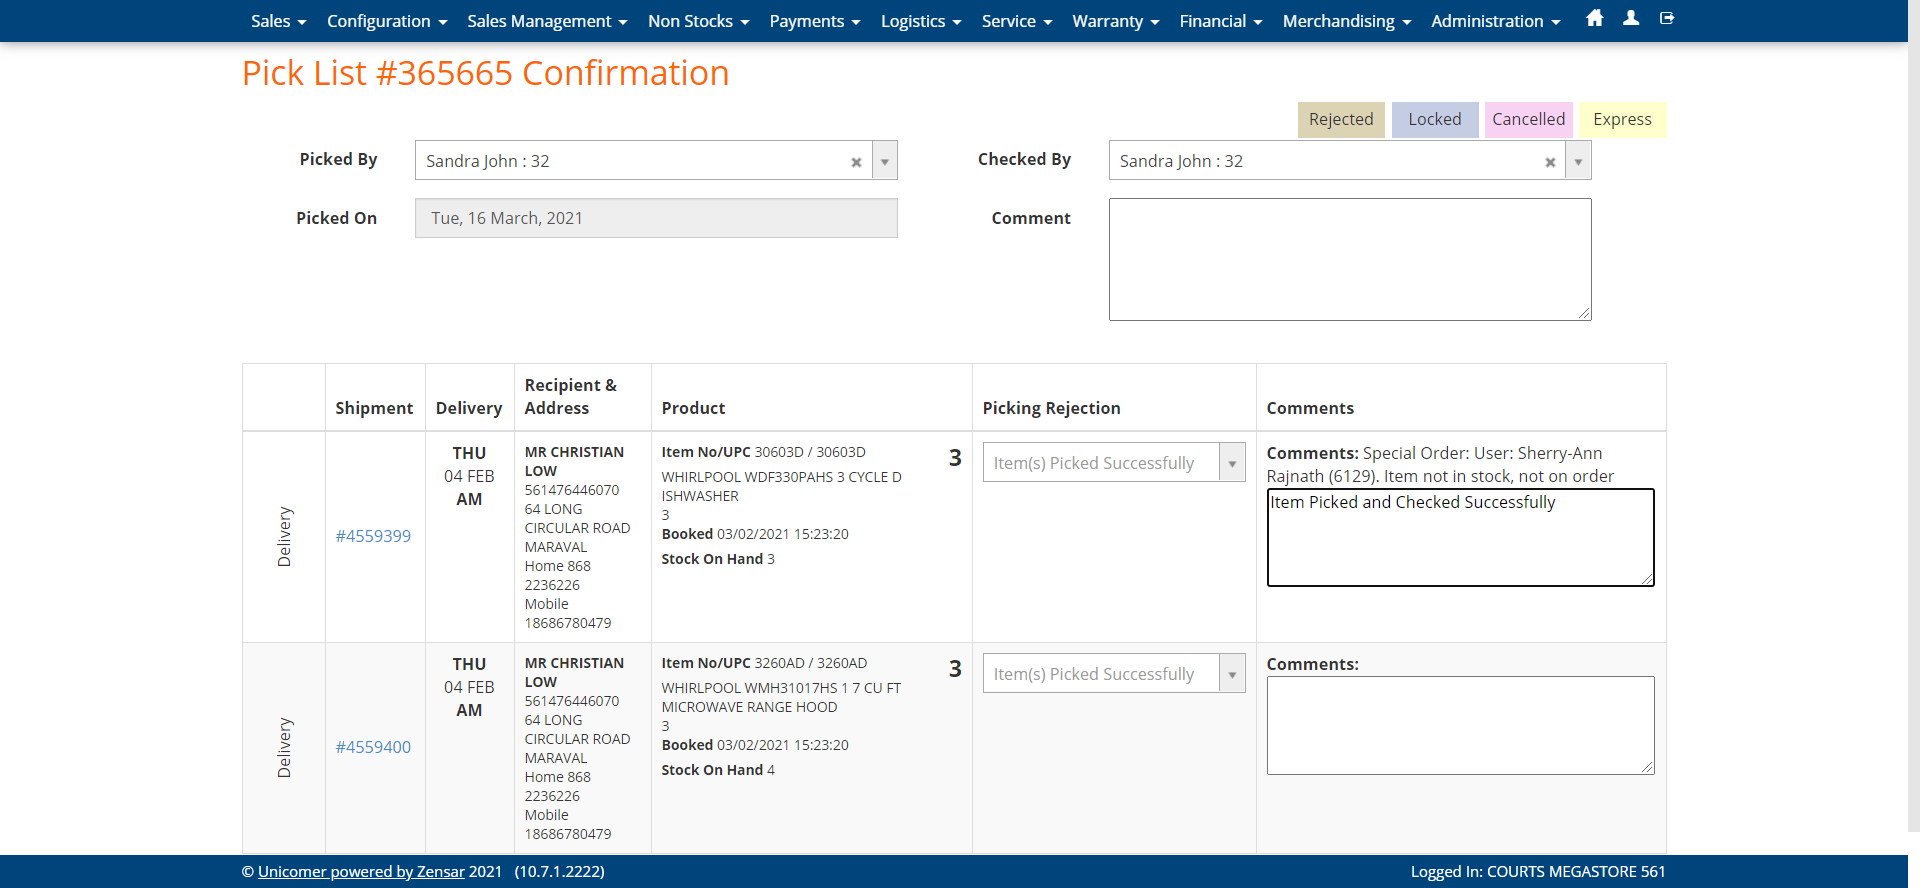 Sales Configuration Sales Management Non Stocks Payments Logistics Service Warranty Financial Merchandising Administration
Pick List #365665 Confirmation
Rejected Locked Cancelled Express
Picked By Sandra John : 32 Checked By Sandra John : 32
Picked On Tue, 16 March, 2021 Comment
Shipment Delivery Recipient & Address Product Picking Rejection Comments
Delivery
#4559399
THU
04 FEB
AM
MR CHRISTIAN
LOW
561476446070
64 LONG
CIRCULAR ROAD
MARAVAL
Home 868
2236226
Mobile
18686780479
Item No/UPC 30603D / 30603D 3
WHIRLPOOL WDF330PAHS 3 CYCLE D
ISHWASHER
3
Booked 03/02/2021 15:23:20
Stock On Hand 3
Item(s) Picked Successfully
Comments: Special Order: User: Sherry-Ann
Rajnath (6129). Item not in stock, not on order
Item Picked and Checked Successfully
Delivery
#4559400
THU
04 FEB
AM
MR CHRISTIAN
LOW
561476446070
64 LONG
CIRCULAR ROAD
MARAVAL
Home 868
2236226
Mobile
18686780479
Item No/UPC 3260AD / 3260AD 3
WHIRLPOOL WMH31017HS 1 7 CU FT
MICROWAVE RANGE HOOD
3
Booked 03/02/2021 15:23:20
Stock On Hand 4
Item(s) Picked Successfully
Comments:
© Unicomer powered by Zensar 2021 (10.7.1.2222) Logged In: COURTS MEGASTORE 561